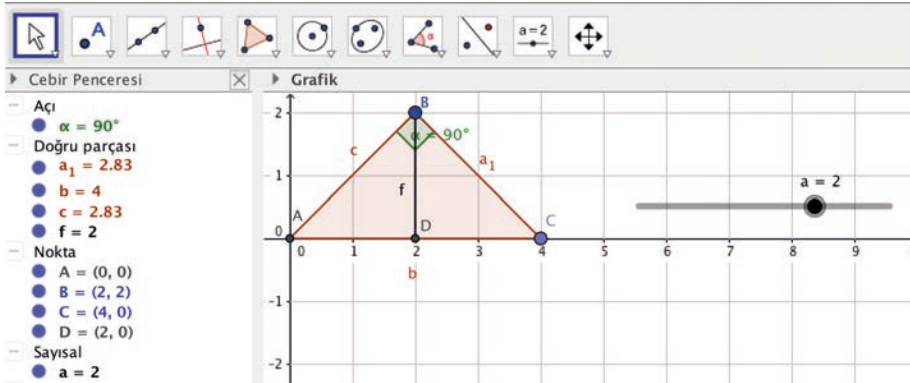 A
α
a=2
Cebir Penceresi
Grafik
Açı
α = 90°
Doğru parçası
a₁ = 2.83
b = 4
c = 2.83
f = 2
Nokta
A = (0, 0)
B = (2, 2)
C = (4, 0)
D = (2, 0)
Sayısal
a = 2
B
α = 90°
c
a₁
f
A
D
C
b
a = 2
2
1
0
-1
-2
0 1 2 3 4 5 6 7 8 9